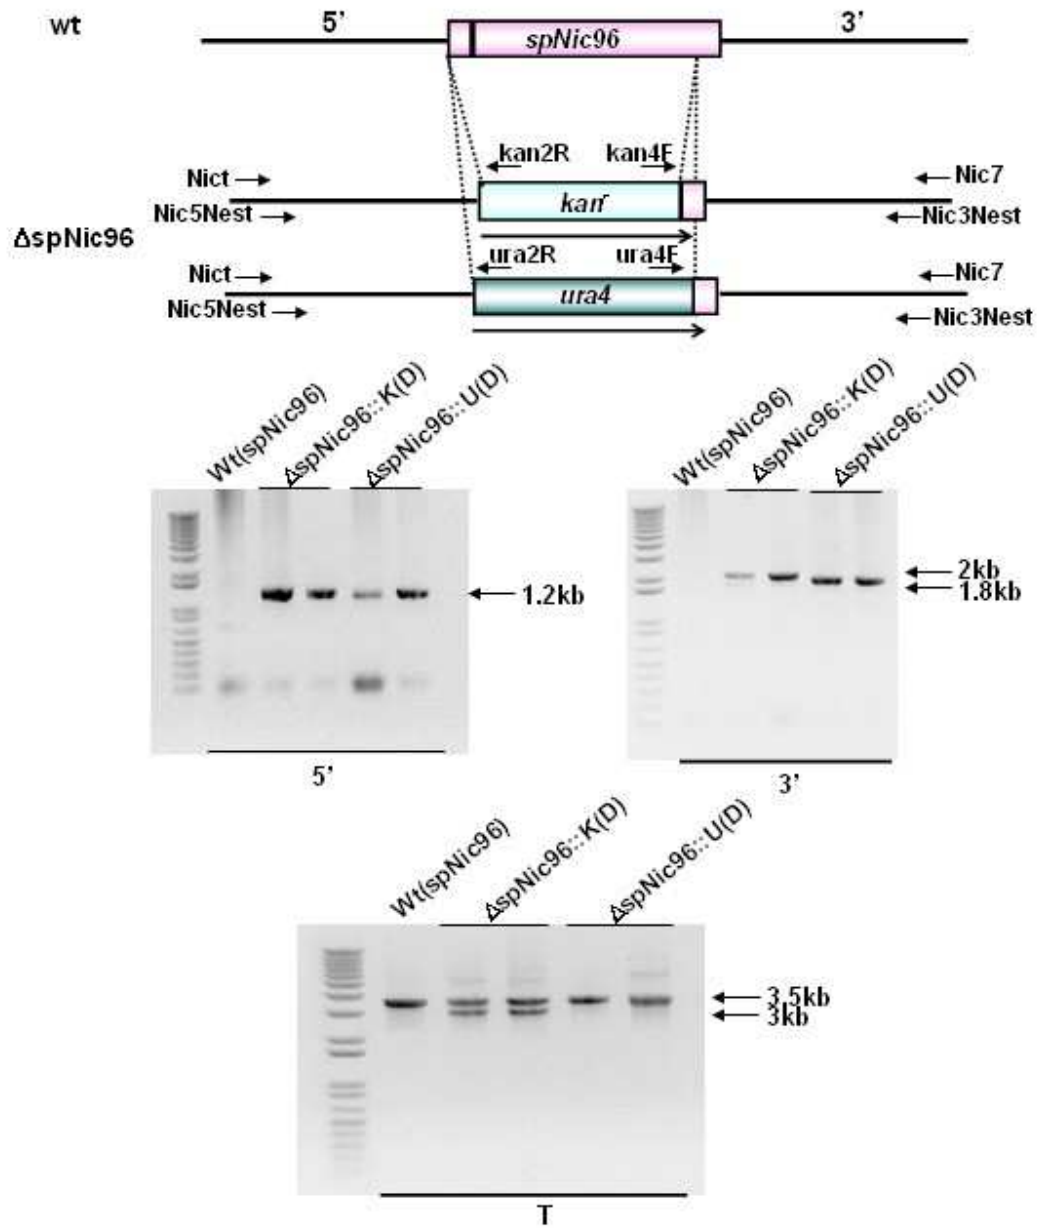 wt 5’ spNic96 3’
kan2R kan4F
Nict kanr Nic7
Nic5Nest Nic3Nest
ΔspNic96
ura2R ura4F
Nict ura4 Nic7
Nic5Nest Nic3Nest
Wt(spNic96) ΔspNic96::K(D) ΔspNic96::U(D)
1.2kb
5’
Wt(spNic96) ΔspNic96::K(D) ΔspNic96::U(D)
2kb
1.8kb
3’
Wt(spNic96) ΔspNic96::K(D) ΔspNic96::U(D)
3.5kb
3kb
T